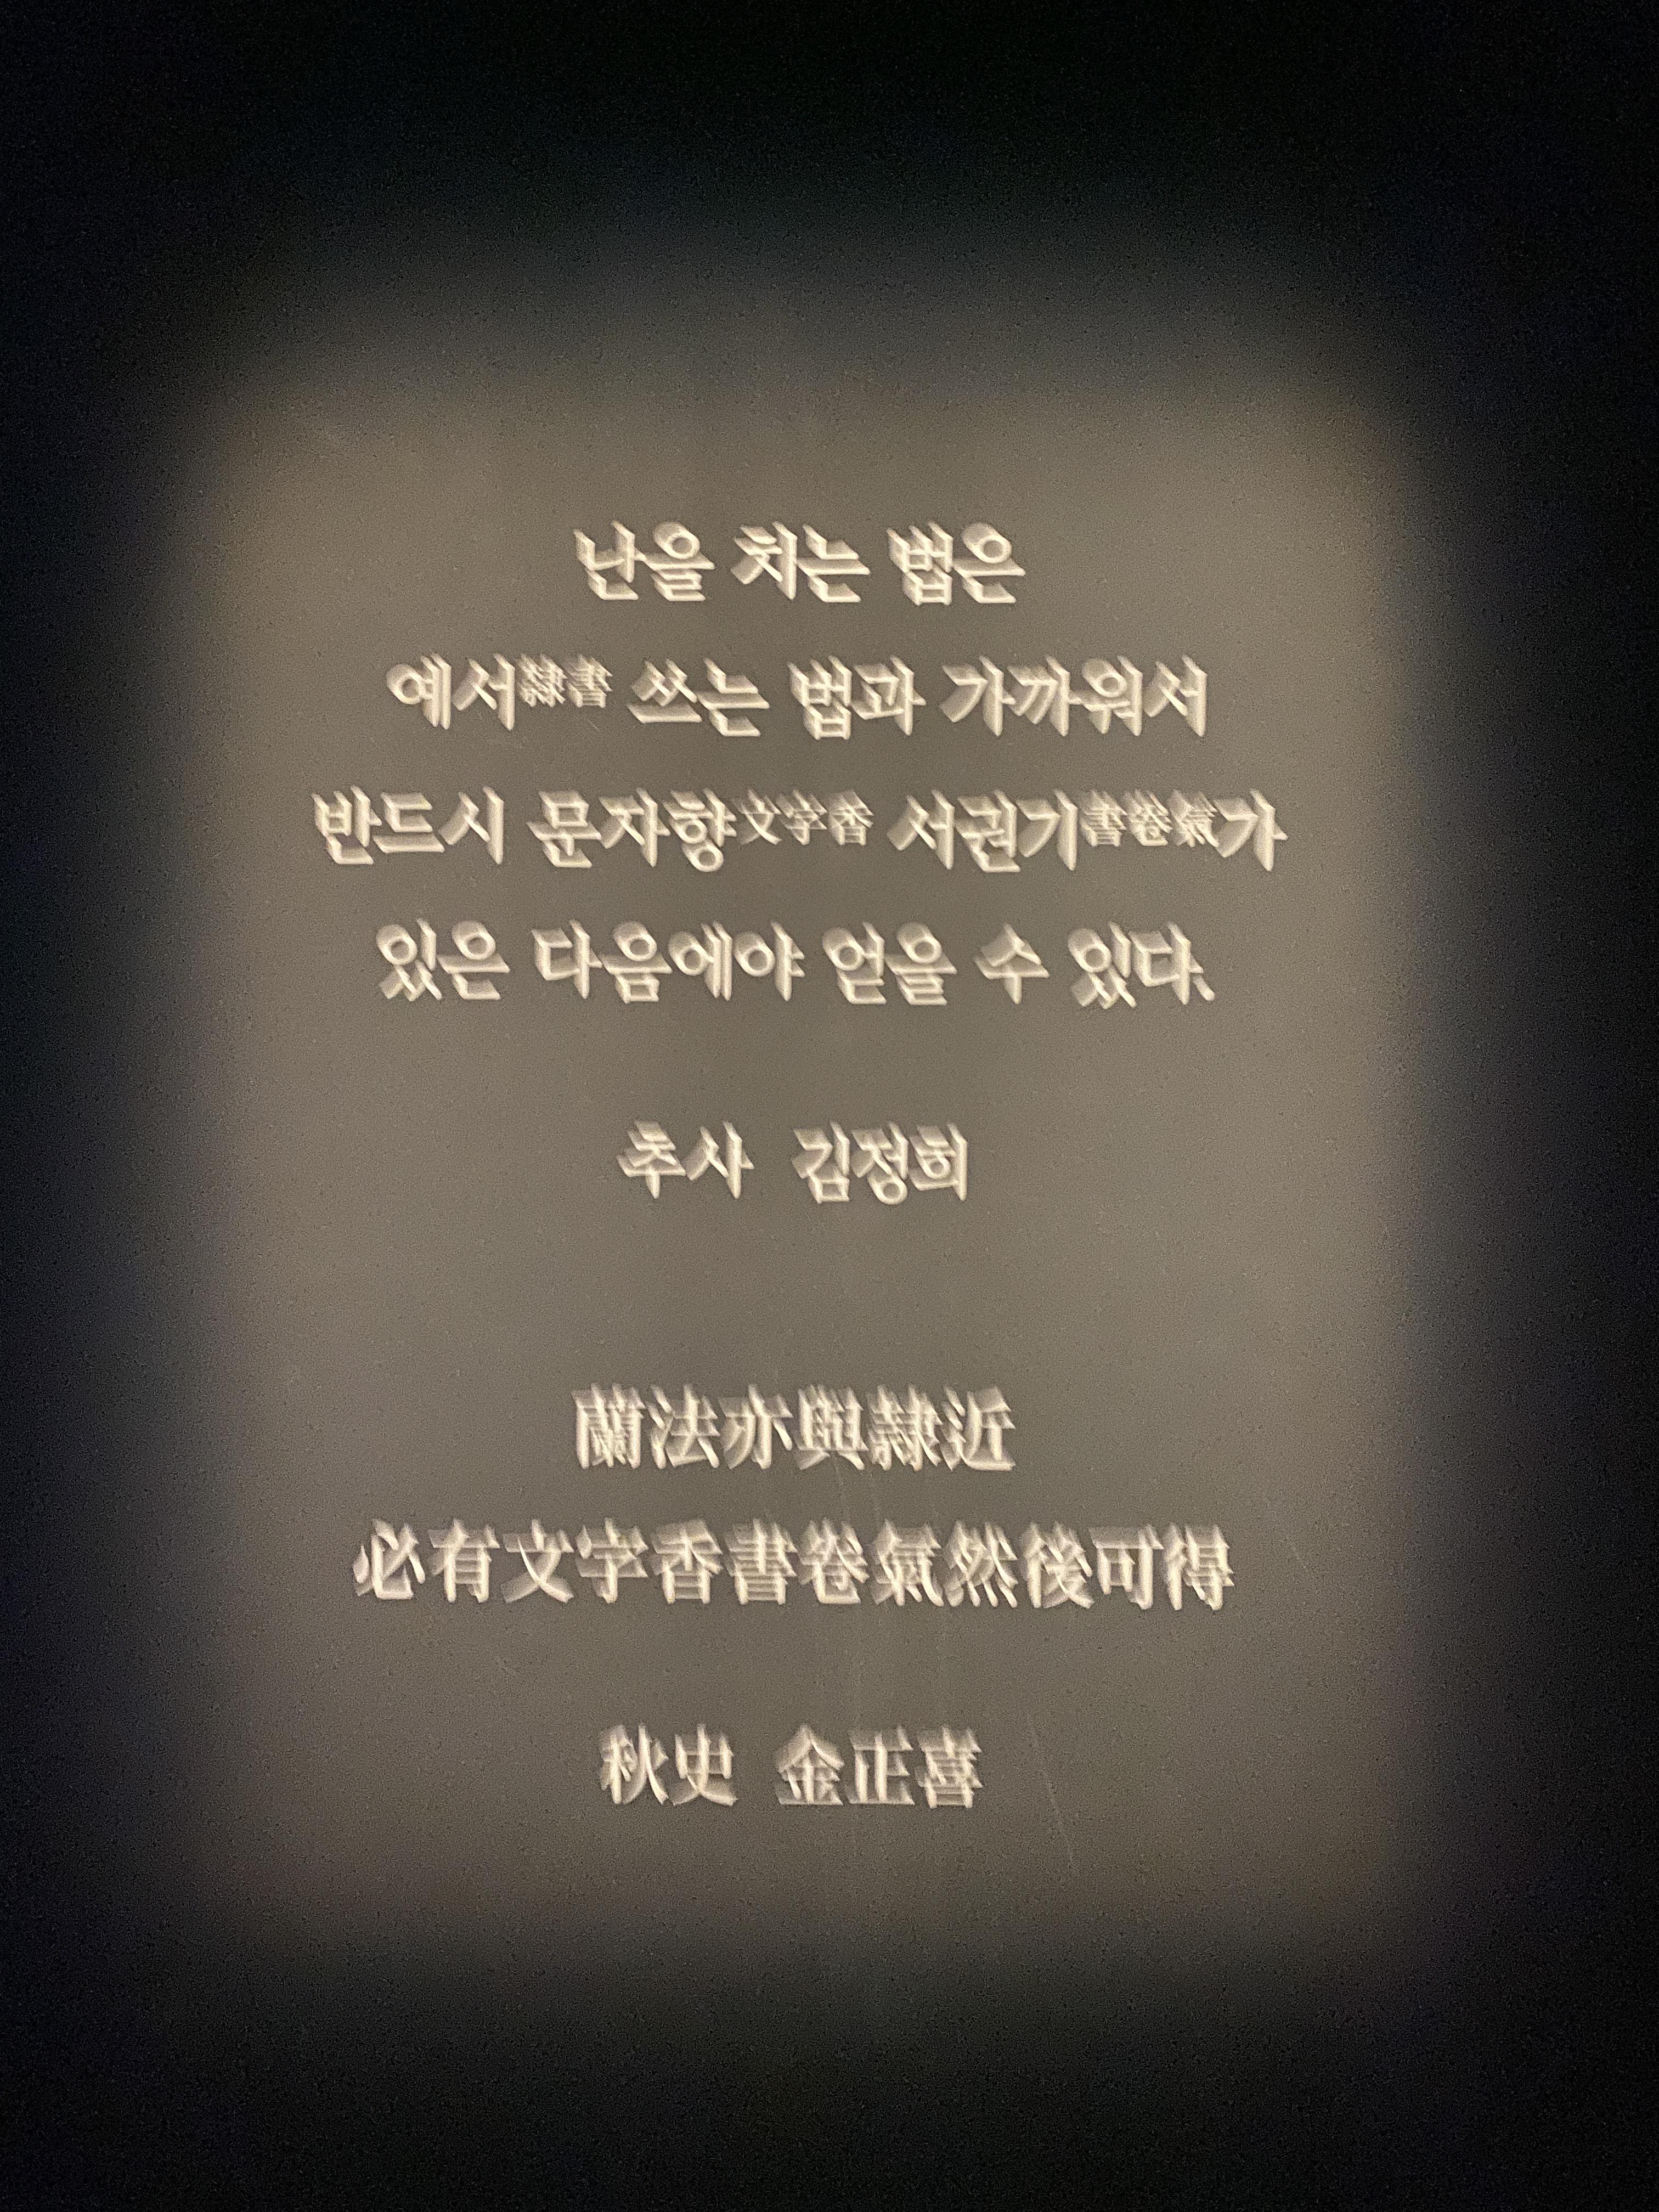 난을 치는 법은
예서隸書 쓰는 법과 가까워서
반드시 문자향文字香 서권기書卷氣가
있은 다음에야 얻을 수 있다.
추사 김정희
蘭法亦與隸近
必有文字香書卷氣然後可得
秋史 金正喜